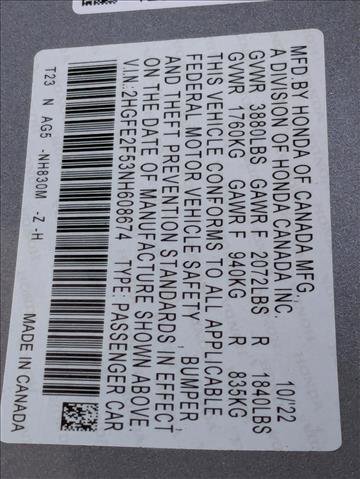 MFD BY HONDA OF CANADA MFG.,
A DIVISION OF HONDA CANADA INC. 10/22
GVWR 3880LBS GAWR F 2072LBS R 1840LBS
GVWR 1760KG GAWR F 940KG R 835KG
THIS VEHICLE CONFORMS TO ALL APPLICABLE
FEDERAL MOTOR VEHICLE SAFETY , BUMPER,
AND THEFT PREVENTION STANDARDS IN EFFECT
ON THE DATE OF MANUFACTURE SHOWN ABOVE.
V.I.N: 2HGFE2F53NH608674 TYPE: PASSENGER CAR
T23 N AG5 -NH830M -Z -H MADE IN CANADA